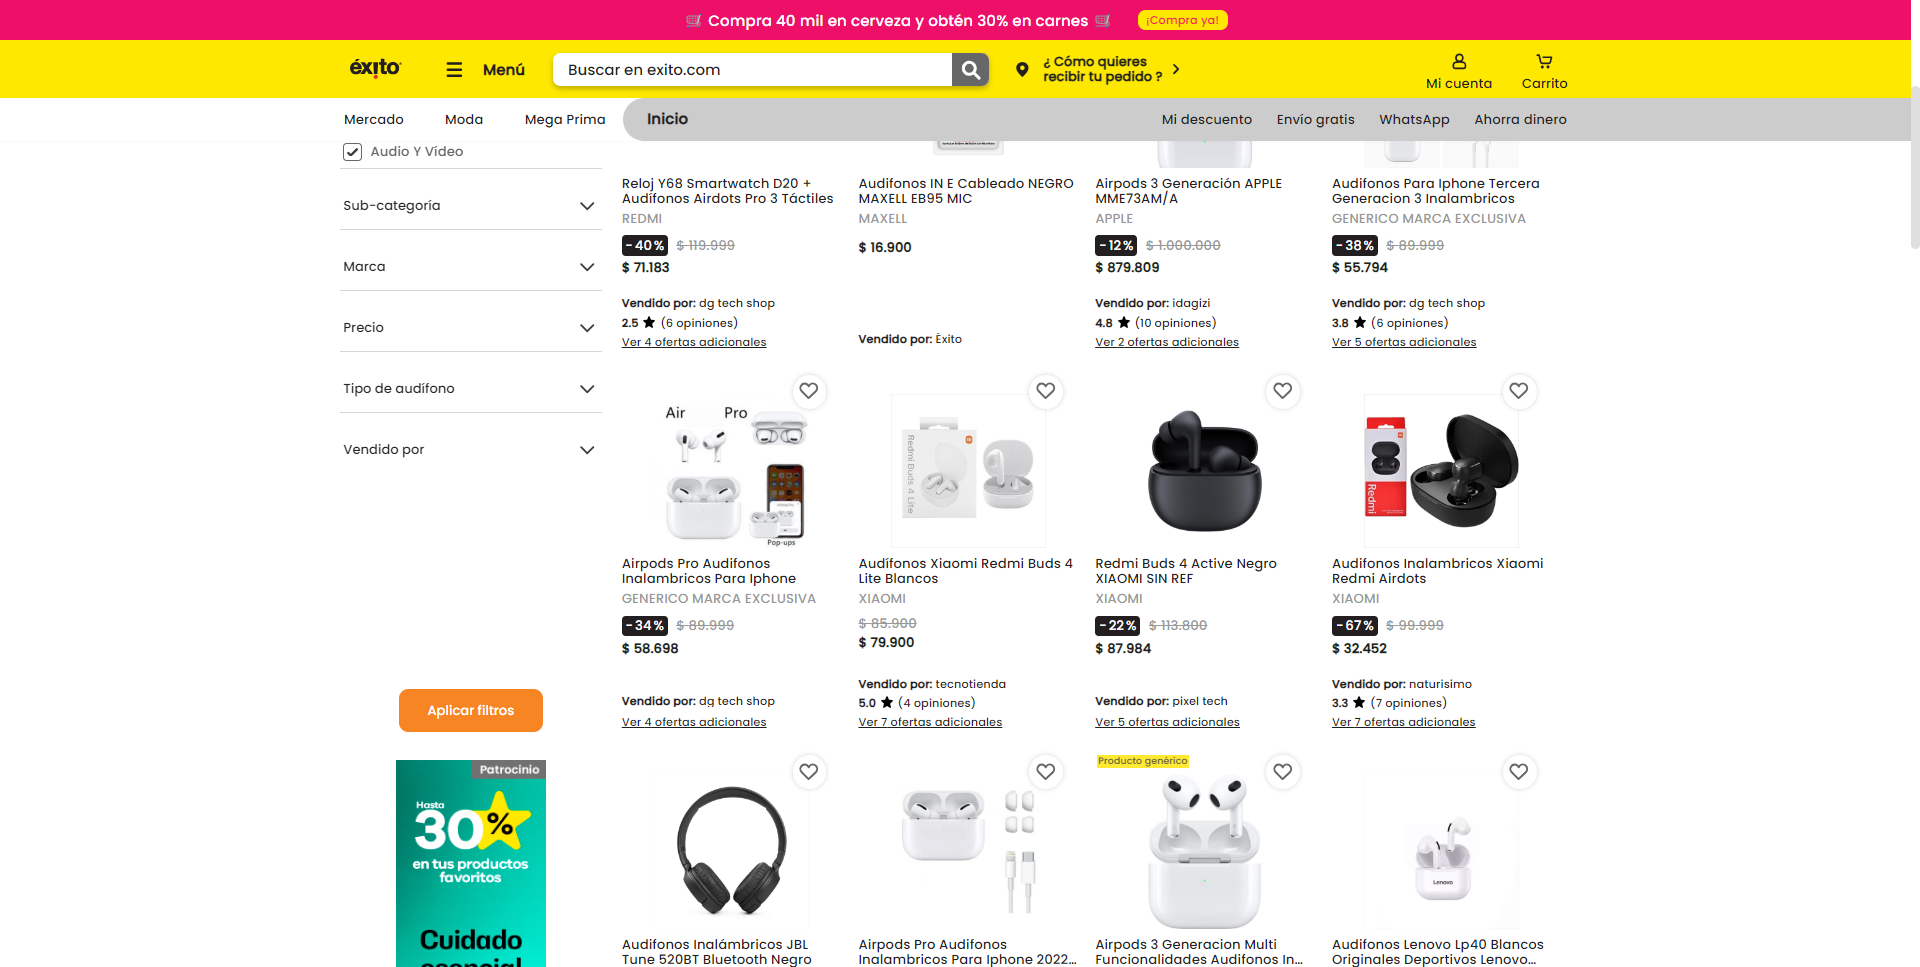 🛒 Compra 40 mil en cerveza y obtén 30% en carnes 🛒 ¡Compra ya!
éxito
Menú
Buscar en exito.com
¿ Cómo quieres
recibir tu pedido ?
Mi cuenta
Carrito
Mercado
Moda
Mega Prima
Inicio
Mi descuento
Envío gratis
WhatsApp
Ahorra dinero
Audio Y Vídeo
Sub-categoría
Marca
Precio
Tipo de audífono
Vendido por
Aplicar filtros
Patrocinio
Hasta
30%
en tus productos
favoritos
Cuidado
esencial
Reloj Y68 Smartwatch D20 +
Audífonos Airdots Pro 3 Táctiles
REDMI
-40% $ 119.999
$ 71.183
Vendido por: dg tech shop
2.5 ★ (6 opiniones)
Ver 4 ofertas adicionales
Audifonos IN E Cableado NEGRO
MAXELL EB95 MIC
MAXELL
$ 16.900
Vendido por: Éxito
Airpods 3 Generación APPLE
MME73AM/A
APPLE
-12% $ 1.000.000
$ 879.809
Vendido por: idagizi
4.8 ★ (10 opiniones)
Ver 2 ofertas adicionales
Audifonos Para Iphone Tercera
Generacion 3 Inalambricos
GENERICO MARCA EXCLUSIVA
-38% $ 89.999
$ 55.794
Vendido por: dg tech shop
3.8 ★ (6 opiniones)
Ver 5 ofertas adicionales
Air Pro
Pop-ups
Airpods Pro Audifonos
Inalambricos Para Iphone
GENERICO MARCA EXCLUSIVA
-34% $ 89.999
$ 58.698
Vendido por: dg tech shop
Ver 4 ofertas adicionales
Redmi Buds 4 Lite
Audífonos Xiaomi Redmi Buds 4
Lite Blancos
XIAOMI
$ 85.900
$ 79.900
Vendido por: tecnotienda
5.0 ★ (4 opiniones)
Ver 7 ofertas adicionales
Redmi Buds 4 Active Negro
XIAOMI SIN REF
XIAOMI
-22% $ 113.800
$ 87.984
Vendido por: pixel tech
Ver 5 ofertas adicionales
Redmi
Audifonos Inalambricos Xiaomi
Redmi Airdots
XIAOMI
-67% $ 99.999
$ 32.452
Vendido por: naturisimo
3.3 ★ (7 opiniones)
Ver 7 ofertas adicionales
Audifonos Inalámbricos JBL
Tune 520BT Bluetooth Negro
Airpods Pro Audifonos
Inalambricos Para Iphone 2022...
Producto genérico
Airpods 3 Generacion Multi
Funcionalidades Audifonos In...
Lenovo
Audifonos Lenovo Lp40 Blancos
Originales Deportivos Lenovo...